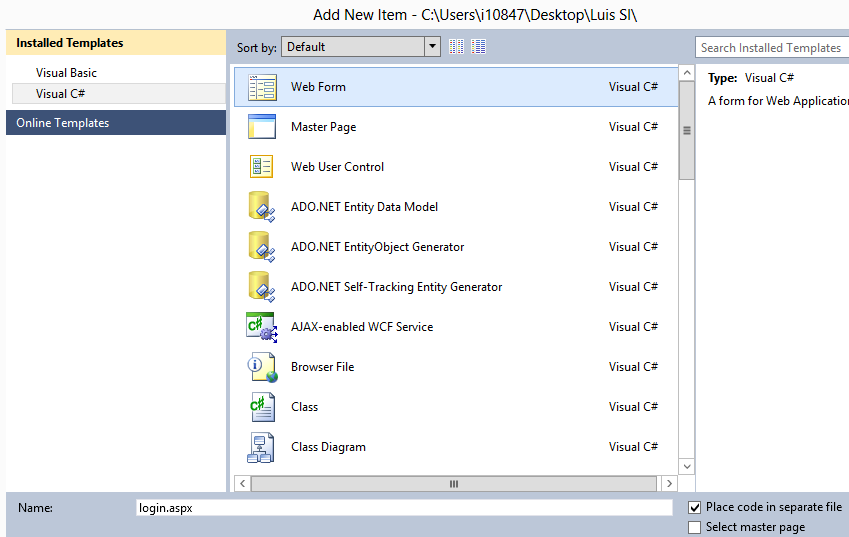 Add New Item - C:\Users\i10847\Desktop\Luis SI\
Installed Templates
Visual Basic
Visual C#
Online Templates
Sort by: Default
Search Installed Templates
Web Form Visual C#
Master Page Visual C#
Web User Control Visual C#
ADO.NET Entity Data Model Visual C#
ADO.NET EntityObject Generator Visual C#
ADO.NET Self-Tracking Entity Generator Visual C#
AJAX-enabled WCF Service Visual C#
Browser File Visual C#
Class Visual C#
Class Diagram Visual C#
Type: Visual C#
A form for Web Application
Name: login.aspx
Place code in separate file
Select master page